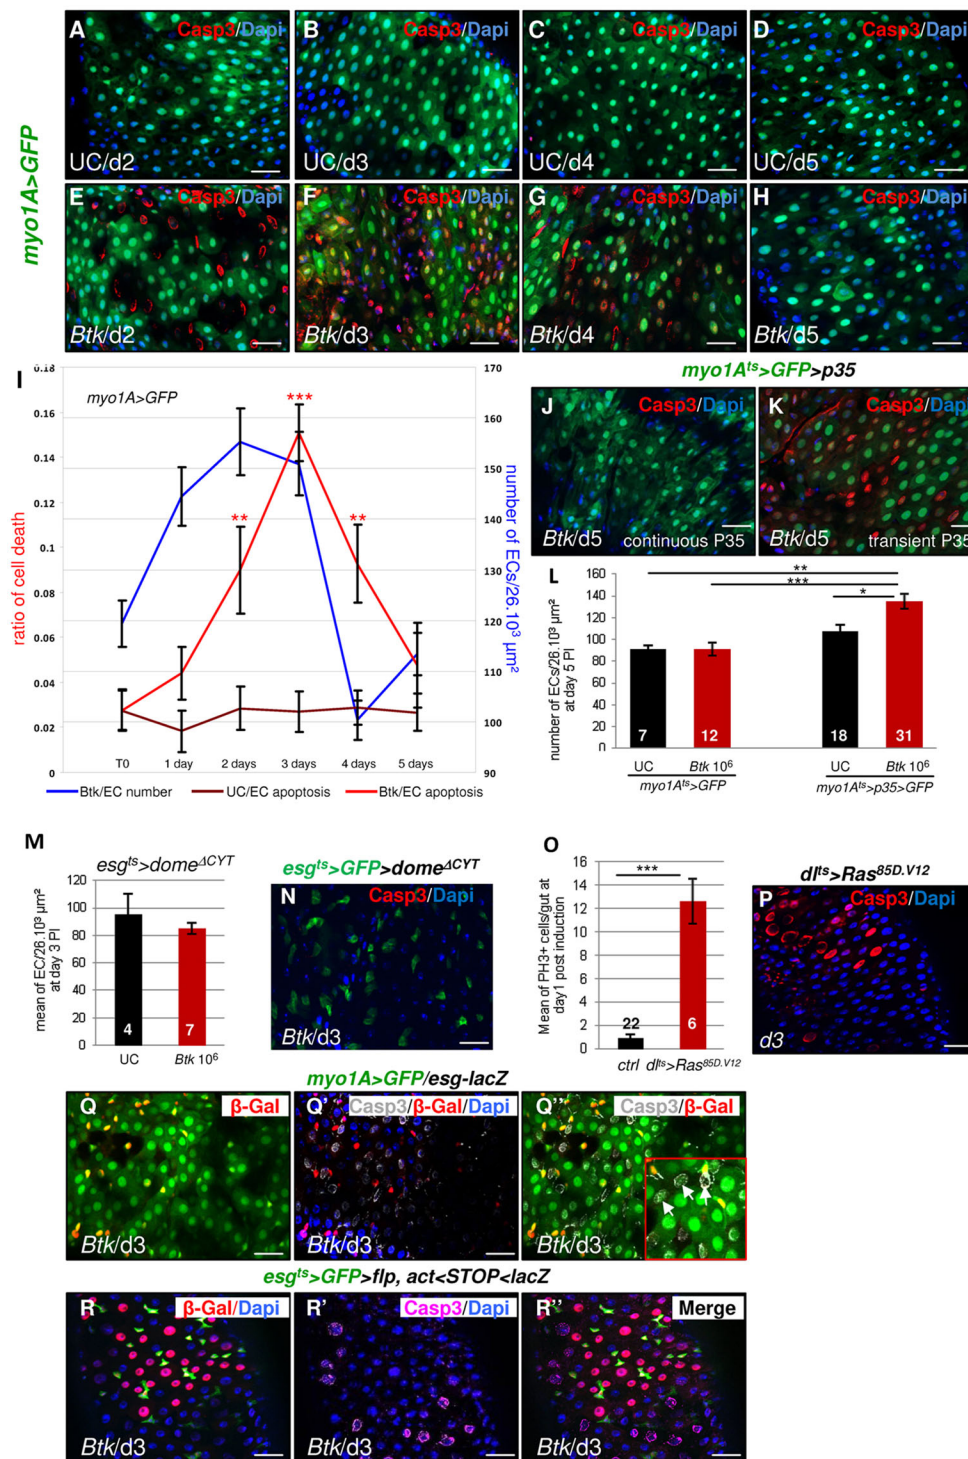 A Casp3/Dapi UC/d2
B Casp3/Dapi UC/d3
C Casp3/Dapi UC/d4
D Casp3/Dapi UC/d5
myo1A>GFP
E Casp3/Dapi Btk/d2
F Casp3/Dapi Btk/d3
G Casp3/Dapi Btk/d4
H Casp3/Dapi Btk/d5
I
myo1A>GFP
ratio of cell death
0.18
0.16
0.14
0.12
0.1
0.08
0.06
0.04
0.02
0
170
160
150
140
130
120
110
100
90
number of ECs/26.10³ µm²
** *** **
T0 1 day 2 days 3 days 4 days 5 days
Btk/EC number UC/EC apoptosis Btk/EC apoptosis
myo1Aᵗˢ>GFP>p35
J Casp3/Dapi Btk/d5 continuous P35
K Casp3/Dapi Btk/d5 transient P35
L
number of ECs/26.10³ µm²
at day 5 PI
160
140
120
100
80
60
40
20
0
**
***
*
7 12 18 31
UC Btk 10⁶ UC Btk 10⁶
myo1Aᵗˢ>GFP myo1Aᵗˢ>p35>GFP
M
esgᵗˢ>domeᐞCYT
mean of EC/26.10³ µm²
at day 3 PI
120
100
80
60
40
20
0
4 7
UC Btk 10⁶
esgᵗˢ>GFP>domeᐞCYT
N Casp3/Dapi
Btk/d3
O
Mean of PH3+ cells/gut at
day1 post induction
16
14
12
10
8
6
4
2
0
***
22 6
ctrl dlᵗˢ>Ras⁸⁵ᴰ·ⱽ¹²
dlᵗˢ>Ras⁸⁵ᴰ·ⱽ¹²
P Casp3/Dapi
d3
myo1A>GFP/esg-lacZ
Q β-Gal Btk/d3
Q' Casp3/β-Gal/Dapi Btk/d3
Q'' Casp3/β-Gal Btk/d3
esgᵗˢ>GFP>flp, act<STOP<lacZ
R β-Gal/Dapi Btk/d3
R' Casp3/Dapi Btk/d3
R'' Merge Btk/d3